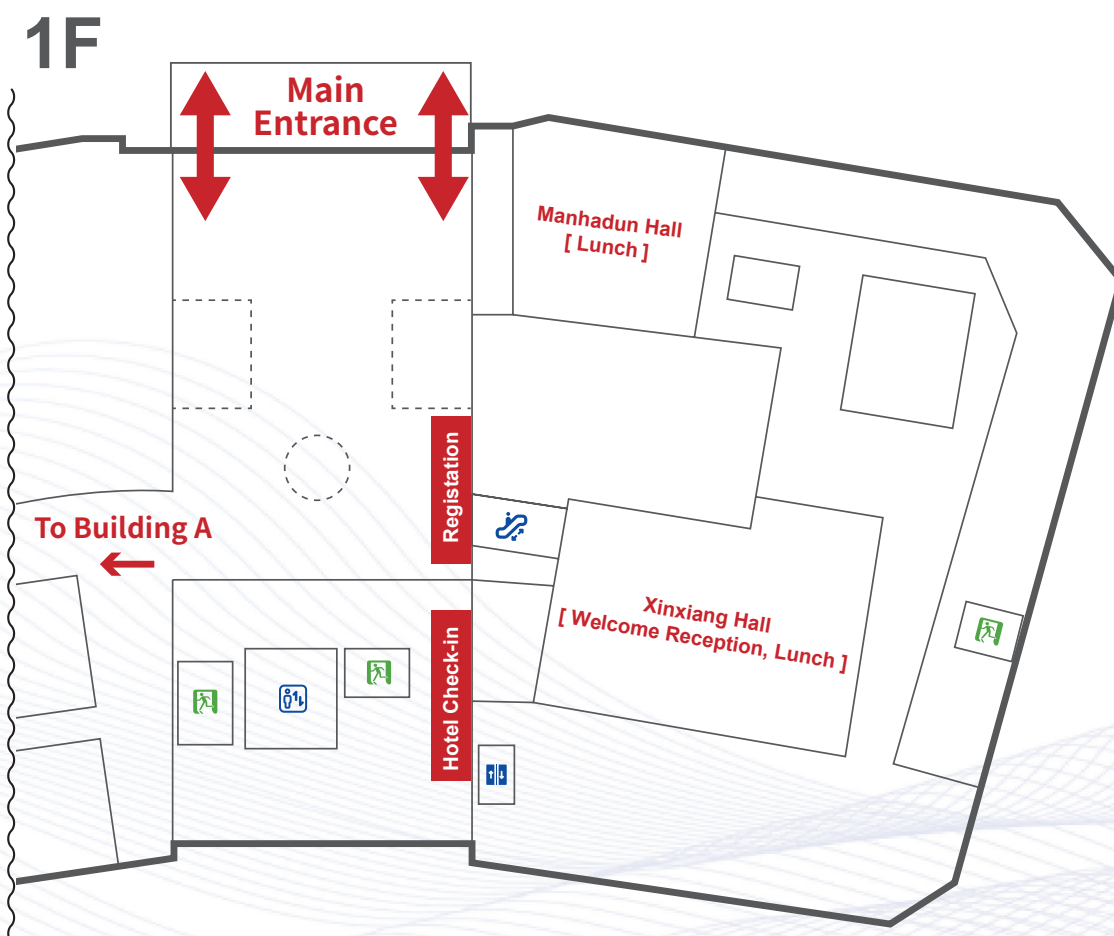 1F
Main
Entrance
Manhadun Hall
[ Lunch ]
Registation
To Building A
Xinxiang Hall
[ Welcome Reception, Lunch ]
Hotel Check-in